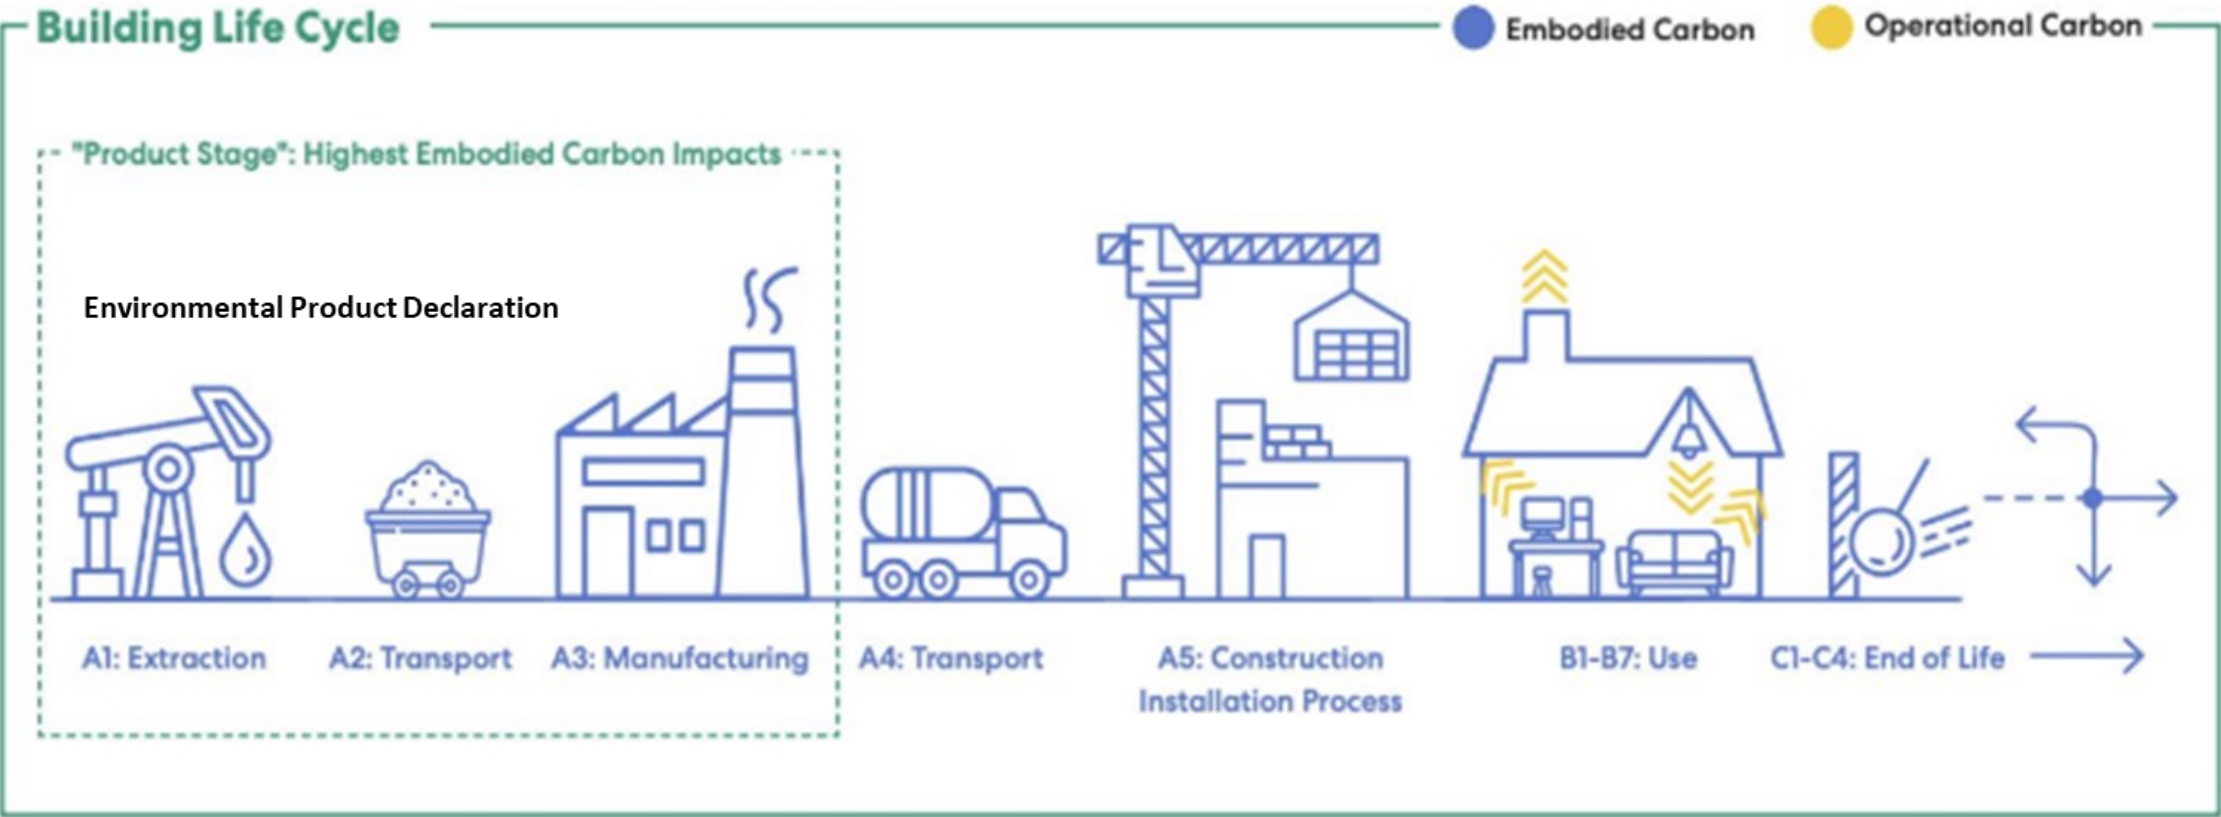 Building Life Cycle
Embodied Carbon
Operational Carbon
"Product Stage": Highest Embodied Carbon Impacts
Environmental Product Declaration
A1: Extraction
A2: Transport
A3: Manufacturing
A4: Transport
A5: Construction
Installation Process
B1-B7: Use
C1-C4: End of Life